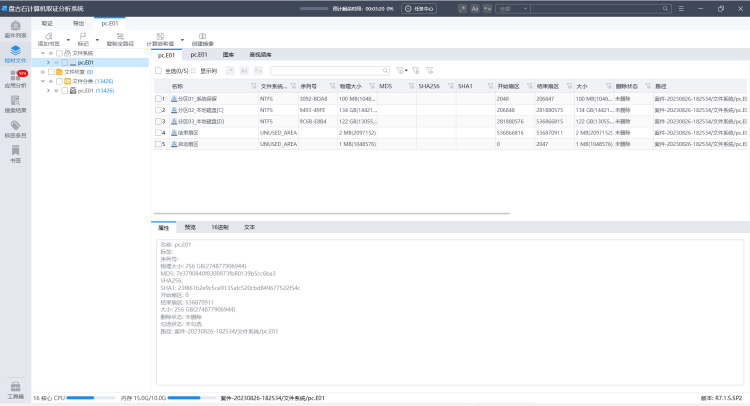 盘古石计算机取证分析系统
预计剩余时间: 00:03:20 0%
任务中心
全部
取证 导出 pc.E01
案件列表
检材文件
应用分析
搜索结果
标签条目
书签
工具箱
添加书签 标记 复制全路径 计算哈希值 创建镜像
文件系统
pc.E01
文件恢复 (0)
文件分类 (13426)
pc.E01 (13426)
pc.E01 pc.E01 图库 音视频库
全选(0/5) 显示列
名称 文件系统... 序列号 物理大小 MD5 SHA256 SHA1 开始扇区 结束扇区 大小 删除状态 路径
1 分区01_系统保留 NTFS 3092-BDA8 100 MB(1048... 2048 206847 100 MB(1048... 未删除 案件-20230826-182534/文件系统/pc.E0
2 分区02_本地磁盘[C] NTFS 9493-49FE 134 GB(14421... 206848 281880575 134 GB(14421... 未删除 案件-20230826-182534/文件系统/pc.E0
3 分区03_本地磁盘[D] NTFS 9C6B-E0B4 122 GB(13055... 281880576 536866815 122 GB(13055... 未删除 案件-20230826-182534/文件系统/pc.E0
4 结束扇区 UNUSED_AREA 2 MB(2097152) 536866816 536870911 2 MB(2097152) 未删除 案件-20230826-182534/文件系统/pc.E0
5 启动扇区 UNUSED_AREA 1 MB(1048576) 0 2047 1 MB(1048576) 未删除 案件-20230826-182534/文件系统/pc.E0
属性 预览 16进制 文本
名称: pc.E01
标签:
序列号:
物理大小: 256 GB(274877906944)
MD5: 7e3790840f8300973fb80139b5cc6ba3
SHA256:
SHA1: 23f861b2e9c5ce9135afc520cbd849677522f54c
开始扇区: 0
结束扇区: 536870911
大小: 256 GB(274877906944)
删除状态: 未删除
勾选状态: 未勾选
路径: 案件-20230826-182534/文件系统/pc.E01
16 核心 CPU 内存 15.0G/10.0G 案件-20230826-182534/文件系统/pc.E01 版本: R7.1.5.SP2